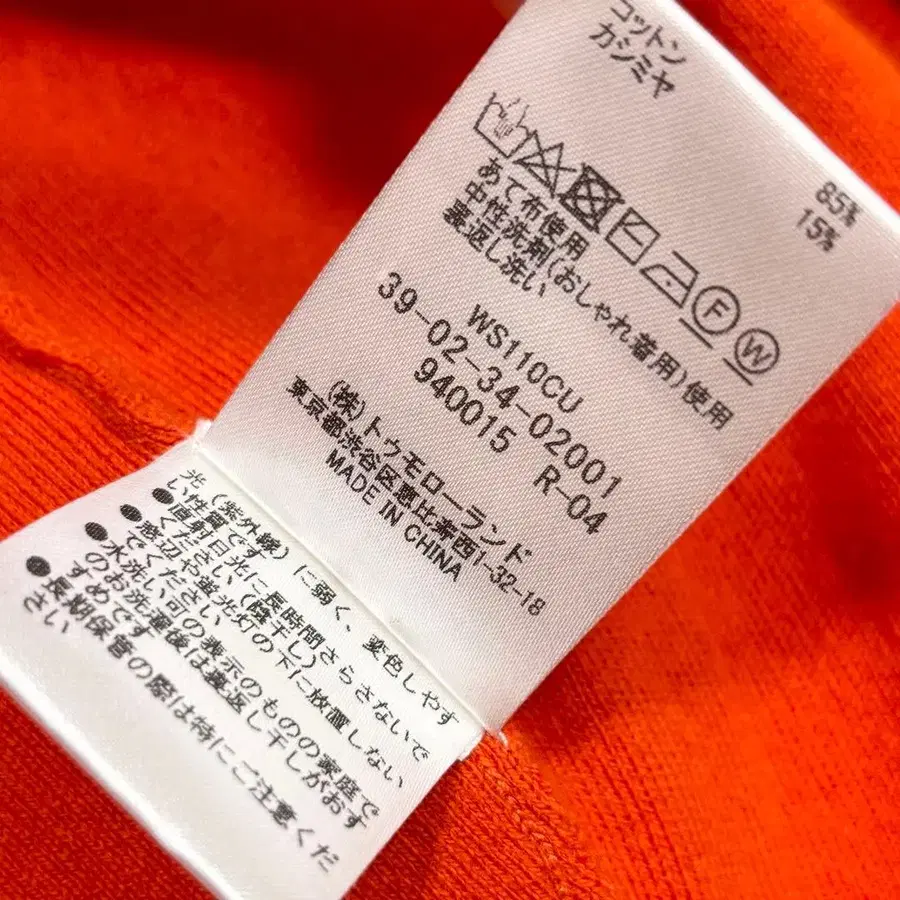 コットン 85%
カシミヤ 15%
F W
あて布使用
中性洗剤(おしゃれ着用)使用
裏返し洗い
WS110CU
39-02-34-02001
940015 R-04
(株)トゥモローランド
東京都渋谷区恵比寿西1-32-18
MADE IN CHINA
光(紫外線)に弱く、変色しやす
い性質です。
●直射日光に長時間さらさないで
ください(陰干し)
●窓辺や蛍光灯の下に放置しない
でください
●水洗い可の表示のものの家庭で
のお洗濯後は裏返し干しがおす
すめです
●長期保管の際は特にご注意くだ
さい